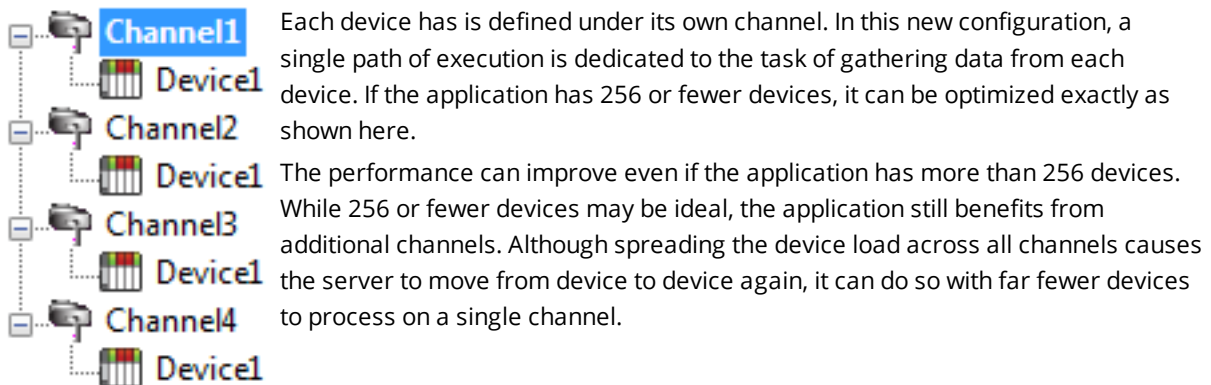 Channel1
Device1
Channel2
Device1
Channel3
Device1
Channel4
Device1
Each device has is defined under its own channel. In this new configuration, a
single path of execution is dedicated to the task of gathering data from each
device. If the application has 256 or fewer devices, it can be optimized exactly as
shown here.
The performance can improve even if the application has more than 256 devices.
While 256 or fewer devices may be ideal, the application still benefits from
additional channels. Although spreading the device load across all channels causes
the server to move from device to device again, it can do so with far fewer devices
to process on a single channel.